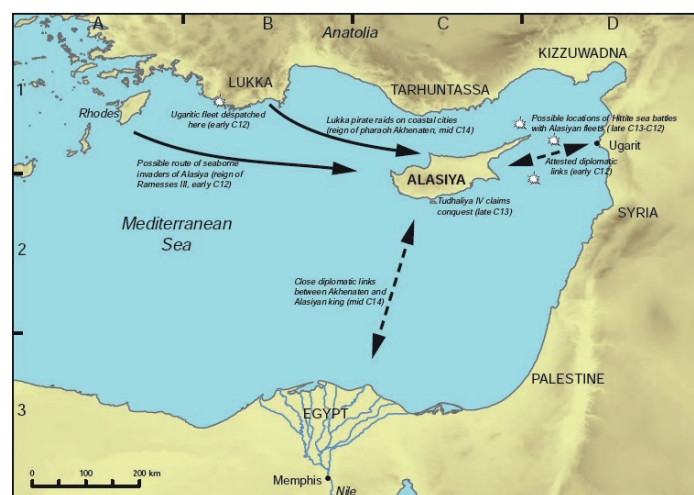 A
B
C
D
Anatolia
KIZZUWADNA
1
LUKKA
TARHUNTASSA
Rhodes
Ugaritic fleet despatched
here (early C12)
Lukka pirate raids on coastal cities
(reign of pharaoh Akhenaten, mid C14)
Possible locations of Hittite sea battles
with Alasiyan fleets (late C13-C12)
Ugarit
Possible route of seaborne
invaders of Alasiya (reign of
Ramesses III, early C12)
ALASIYA
Attested diplomatic
links (early C12)
Tudhaliya IV claims
conquest (late C13)
SYRIA
Mediterranean
Sea
2
Close diplomatic links
between Akhenaten and
Alasiyan king (mid C14)
PALESTINE
3
EGYPT
0 100 200 km
Memphis
Nile